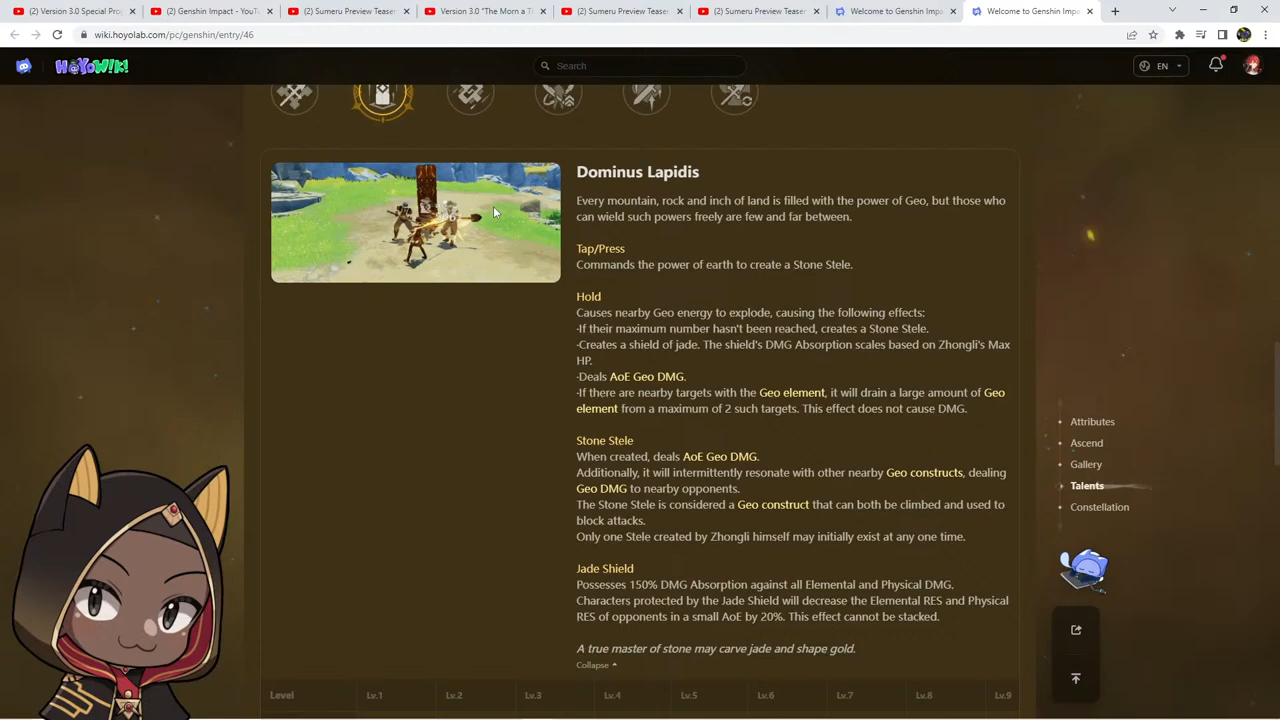 (2) Version 3.0 Special Pro
(2) Genshin Impact - YouT
(2) Sumeru Preview Teaser
Version 3.0 "The Morn a T
(2) Sumeru Preview Teaser
(2) Sumeru Preview Teaser
Welcome to Genshin Impa
Welcome to Genshin Impa
wiki.hoyolab.com/pc/genshin/entry/46
HoYoWiKi
Search
EN
Dominus Lapidis
Every mountain, rock and inch of land is filled with the power of Geo, but those who
can wield such powers freely are few and far between.
Tap/Press
Commands the power of earth to create a Stone Stele.
Hold
Causes nearby Geo energy to explode, causing the following effects:
·If their maximum number hasn't been reached, creates a Stone Stele.
·Creates a shield of jade. The shield's DMG Absorption scales based on Zhongli's Max
HP.
·Deals AoE Geo DMG.
·If there are nearby targets with the Geo element, it will drain a large amount of Geo
element from a maximum of 2 such targets. This effect does not cause DMG.
Stone Stele
When created, deals AoE Geo DMG.
Additionally, it will intermittently resonate with other nearby Geo constructs, dealing
Geo DMG to nearby opponents.
The Stone Stele is considered a Geo construct that can both be climbed and used to
block attacks.
Only one Stele created by Zhongli himself may initially exist at any one time.
Jade Shield
Possesses 150% DMG Absorption against all Elemental and Physical DMG.
Characters protected by the Jade Shield will decrease the Elemental RES and Physical
RES of opponents in a small AoE by 20%. This effect cannot be stacked.
A true master of stone may carve jade and shape gold.
Collapse
Attributes
Ascend
Gallery
Talents
Constellation
Level Lv.1 Lv.2 Lv.3 Lv.4 Lv.5 Lv.6 Lv.7 Lv.8 Lv.9